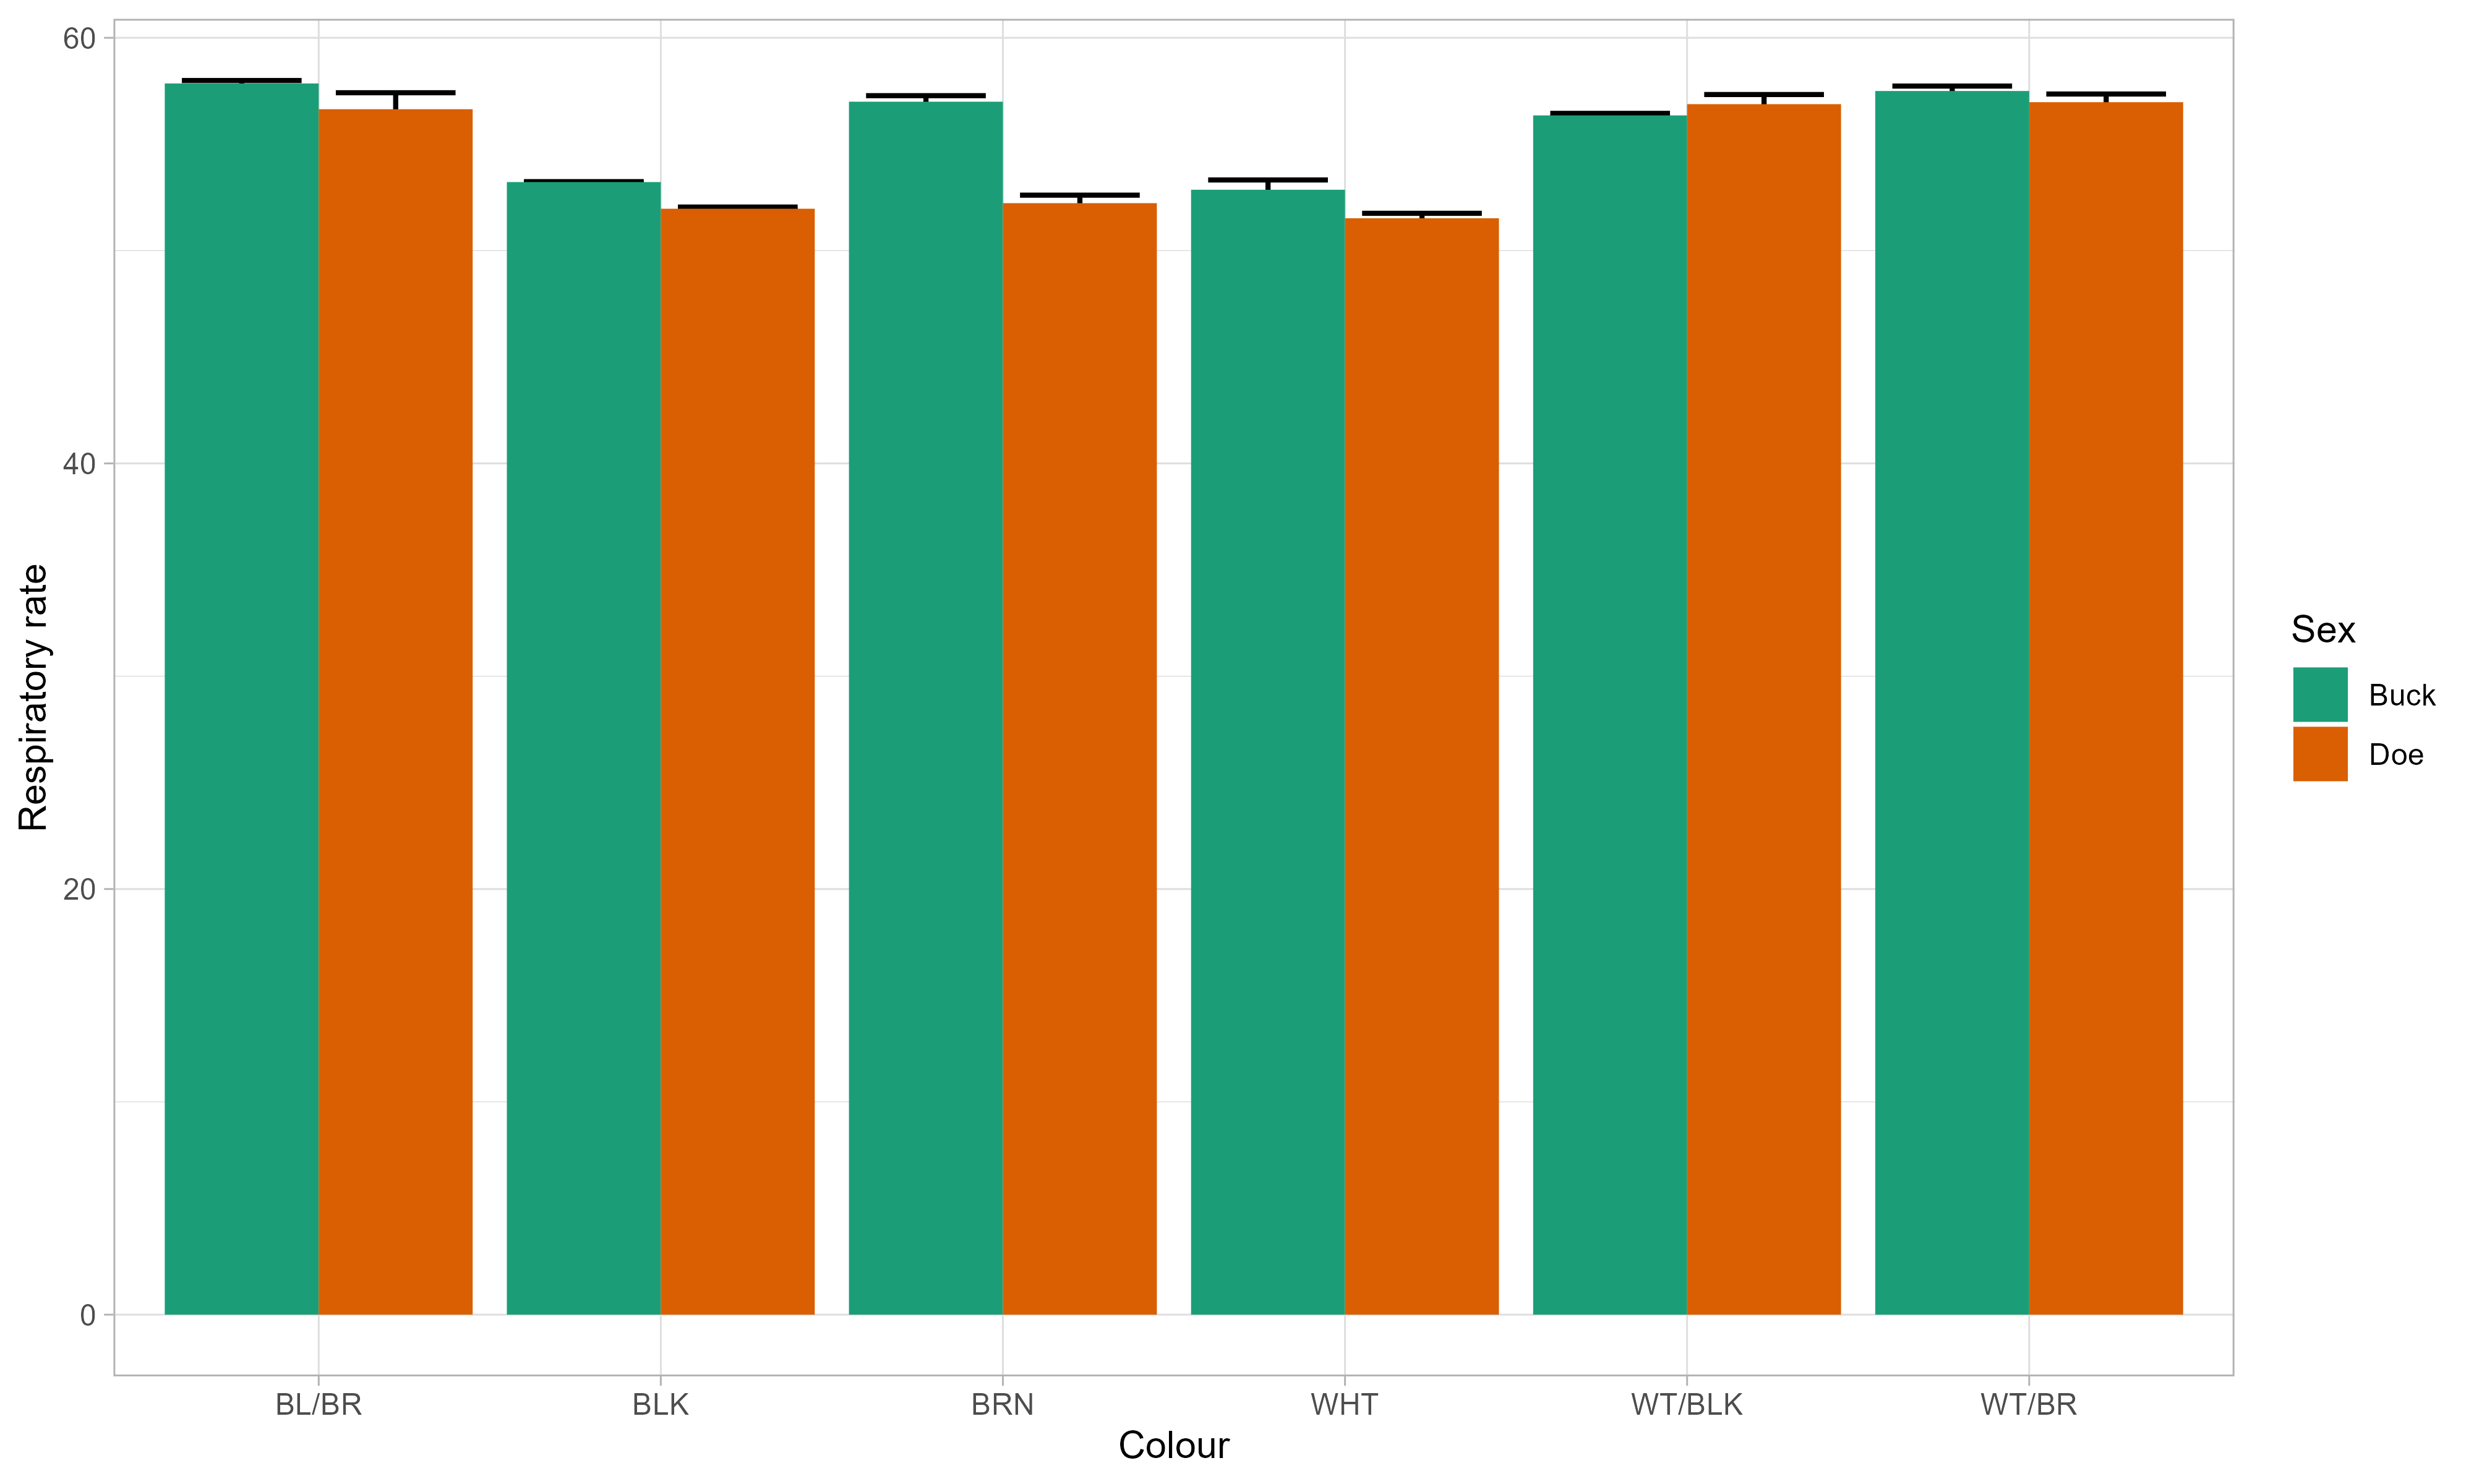 60
40
20
0
Respiratory rate
BL/BR
BLK
BRN
WHT
WT/BLK
WT/BR
Colour
Sex
Buck
Doe